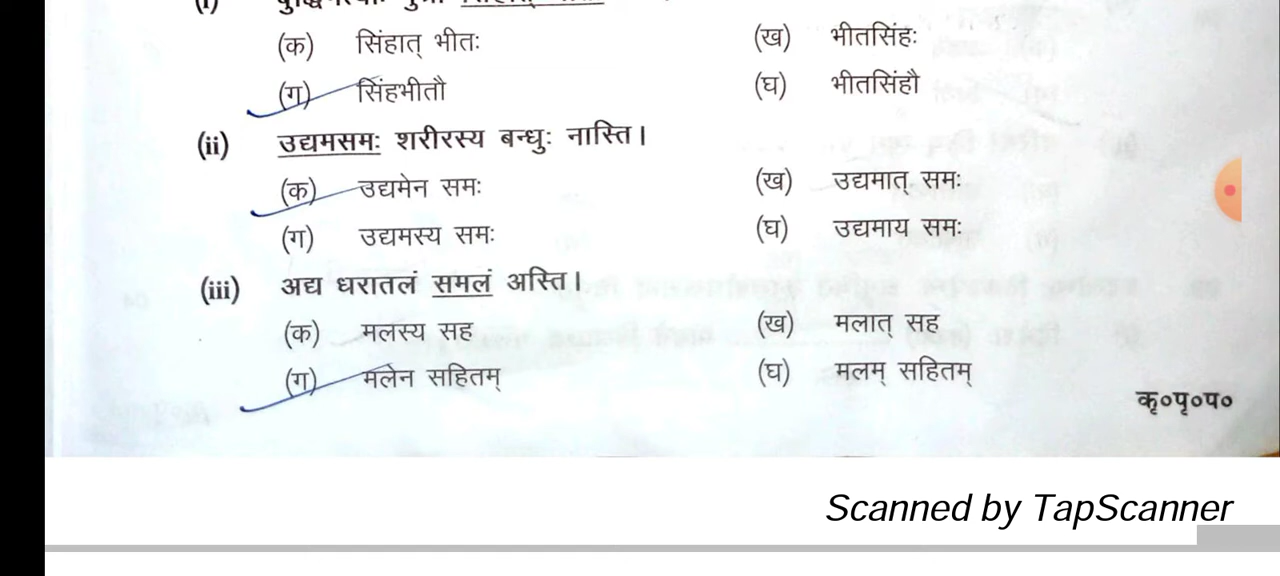 (i)
(क) सिंहात् भीतः (ख) भीतसिंहः
(ग) सिंहभीतौ (घ) भीतसिंहौ
(ii) उद्यमसमः शरीरस्य बन्धुः नास्ति।
(क) उद्यमेन समः (ख) उद्यमात् समः
(ग) उद्यमस्य समः (घ) उद्यमाय समः
(iii) अद्य धरातलं समलं अस्ति।
(क) मलस्य सह (ख) मलात् सह
(ग) मलेन सहितम् (घ) मलम् सहितम्
कृ०पृ०प०
Scanned by TapScanner